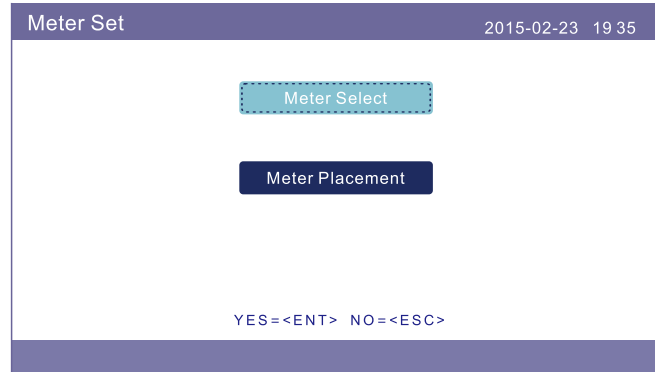 Meter Set
2015-02-23 19 35
Meter Select
Meter Placement
YES=<ENT> NO=<ESC>